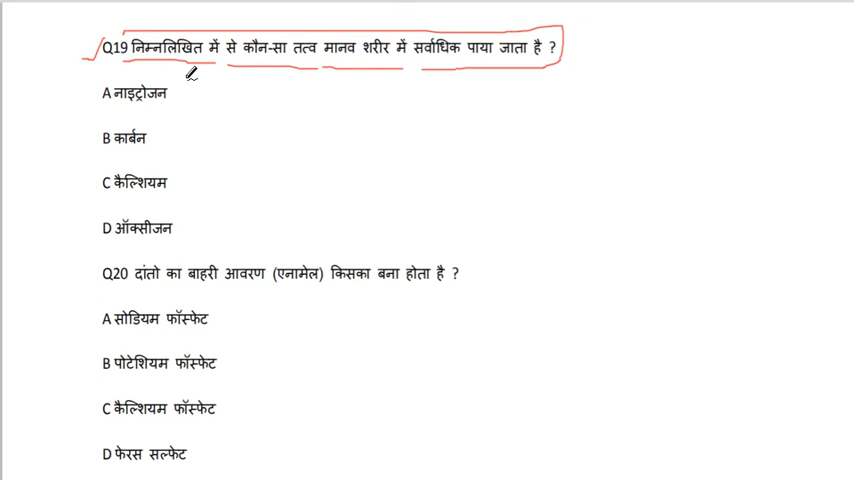 Q19 निम्नलिखित में से कौन-सा तत्व मानव शरीर में सर्वाधिक पाया जाता है ?
A नाइट्रोजन
B कार्बन
C कैल्शियम
D ऑक्सीजन
Q20 दांतो का बाहरी आवरण (एनामेल) किसका बना होता है ?
A सोडियम फॉस्फेट
B पोटेशियम फॉस्फेट
C कैल्शियम फॉस्फेट
D फेरस सल्फेट